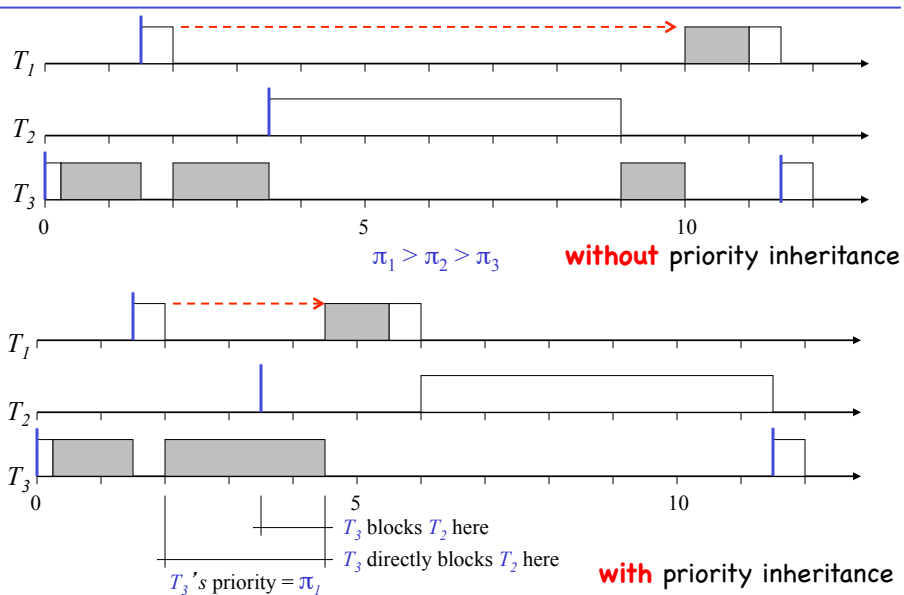 T1
T2
T3
0 5 10
π1 > π2 > π3 without priority inheritance
T1
T2
T3
0 5 10
T3 blocks T2 here
T3 directly blocks T2 here
T3's priority = π1
with priority inheritance